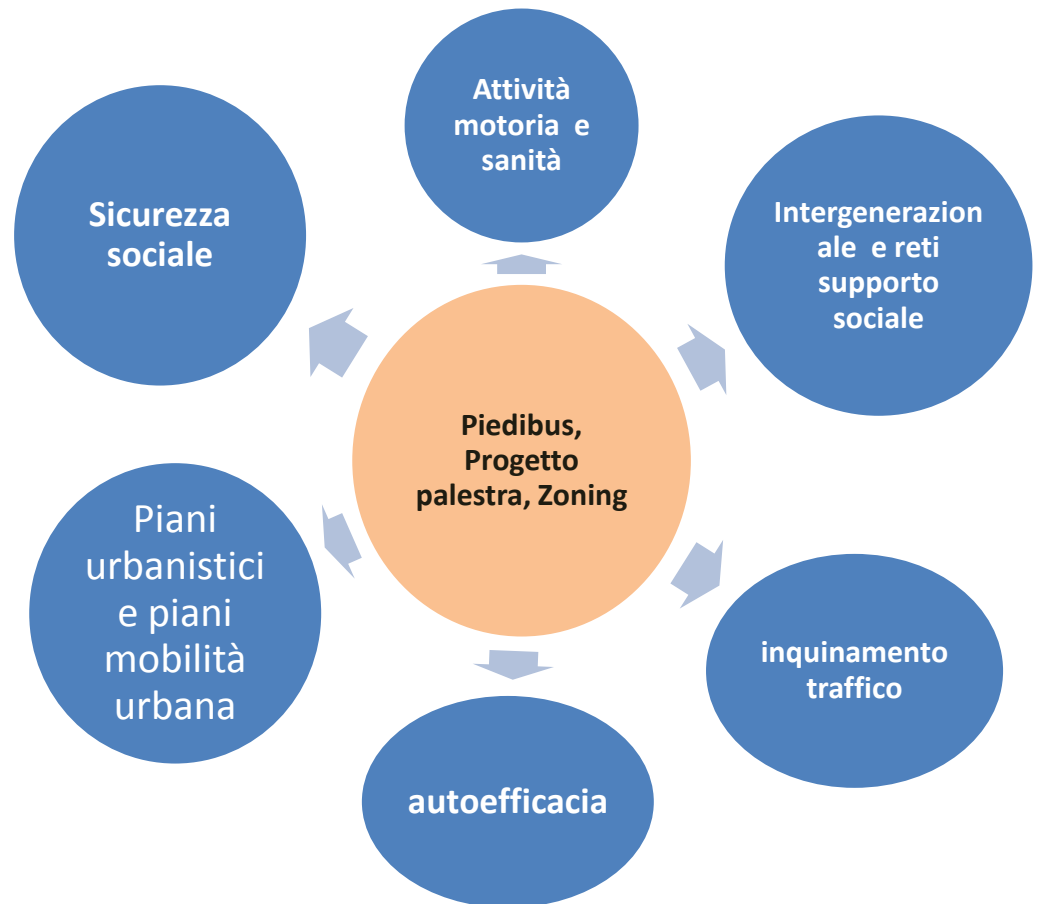 Attività
motoria e
sanità
Sicurezza
sociale
Intergenerazion
ale e reti
supporto
sociale
Piedibus,
Progetto
palestra, Zoning
Piani
urbanistici
e piani
mobilità
urbana
inquinamento
traffico
autoefficacia